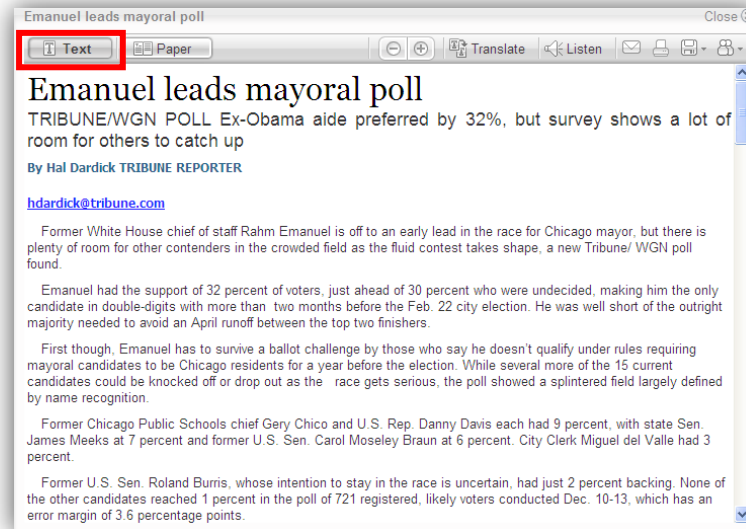 Emanuel leads mayoral poll
Close
Text
Paper
Translate
Listen
Emanuel leads mayoral poll
TRIBUNE/WGN POLL Ex-Obama aide preferred by 32%, but survey shows a lot of
room for others to catch up
By Hal Dardick TRIBUNE REPORTER
hdardick@tribune.com
Former White House chief of staff Rahm Emanuel is off to an early lead in the race for Chicago mayor, but there is
plenty of room for other contenders in the crowded field as the fluid contest takes shape, a new Tribune/ WGN poll
found.
Emanuel had the support of 32 percent of voters, just ahead of 30 percent who were undecided, making him the only
candidate in double-digits with more than two months before the Feb. 22 city election. He was well short of the outright
majority needed to avoid an April runoff between the top two finishers.
First though, Emanuel has to survive a ballot challenge by those who say he doesn't qualify under rules requiring
mayoral candidates to be Chicago residents for a year before the election. While several more of the 15 current
candidates could be knocked off or drop out as the race gets serious, the poll showed a splintered field largely defined
by name recognition.
Former Chicago Public Schools chief Gery Chico and U.S. Rep. Danny Davis each had 9 percent, with state Sen.
James Meeks at 7 percent and former U.S. Sen. Carol Moseley Braun at 6 percent. City Clerk Miguel del Valle had 3
percent.
Former U.S. Sen. Roland Burris, whose intention to stay in the race is uncertain, had just 2 percent backing. None of
the other candidates reached 1 percent in the poll of 721 registered, likely voters conducted Dec. 10-13, which has an
error margin of 3.6 percentage points.